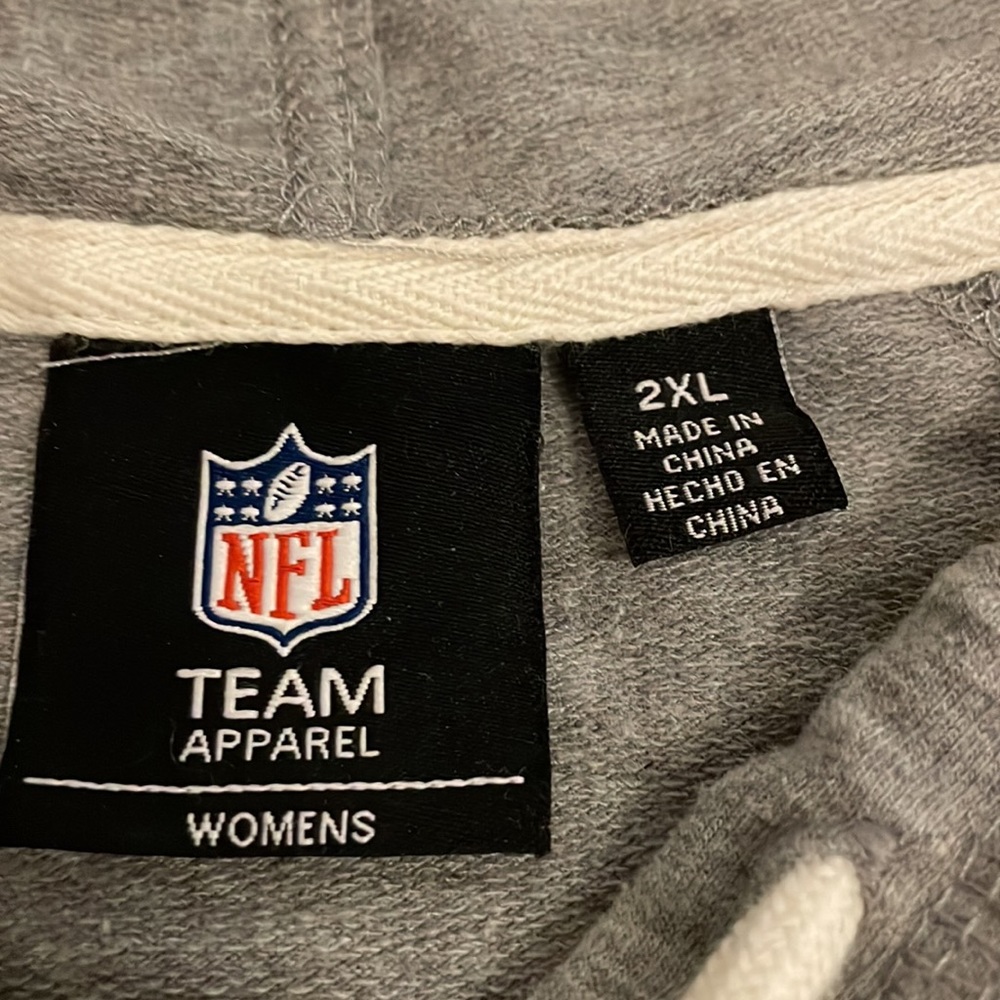 NFL
TEAM
APPAREL
WOMENS
2XL
MADE IN
CHINA
HECHO EN
CHINA